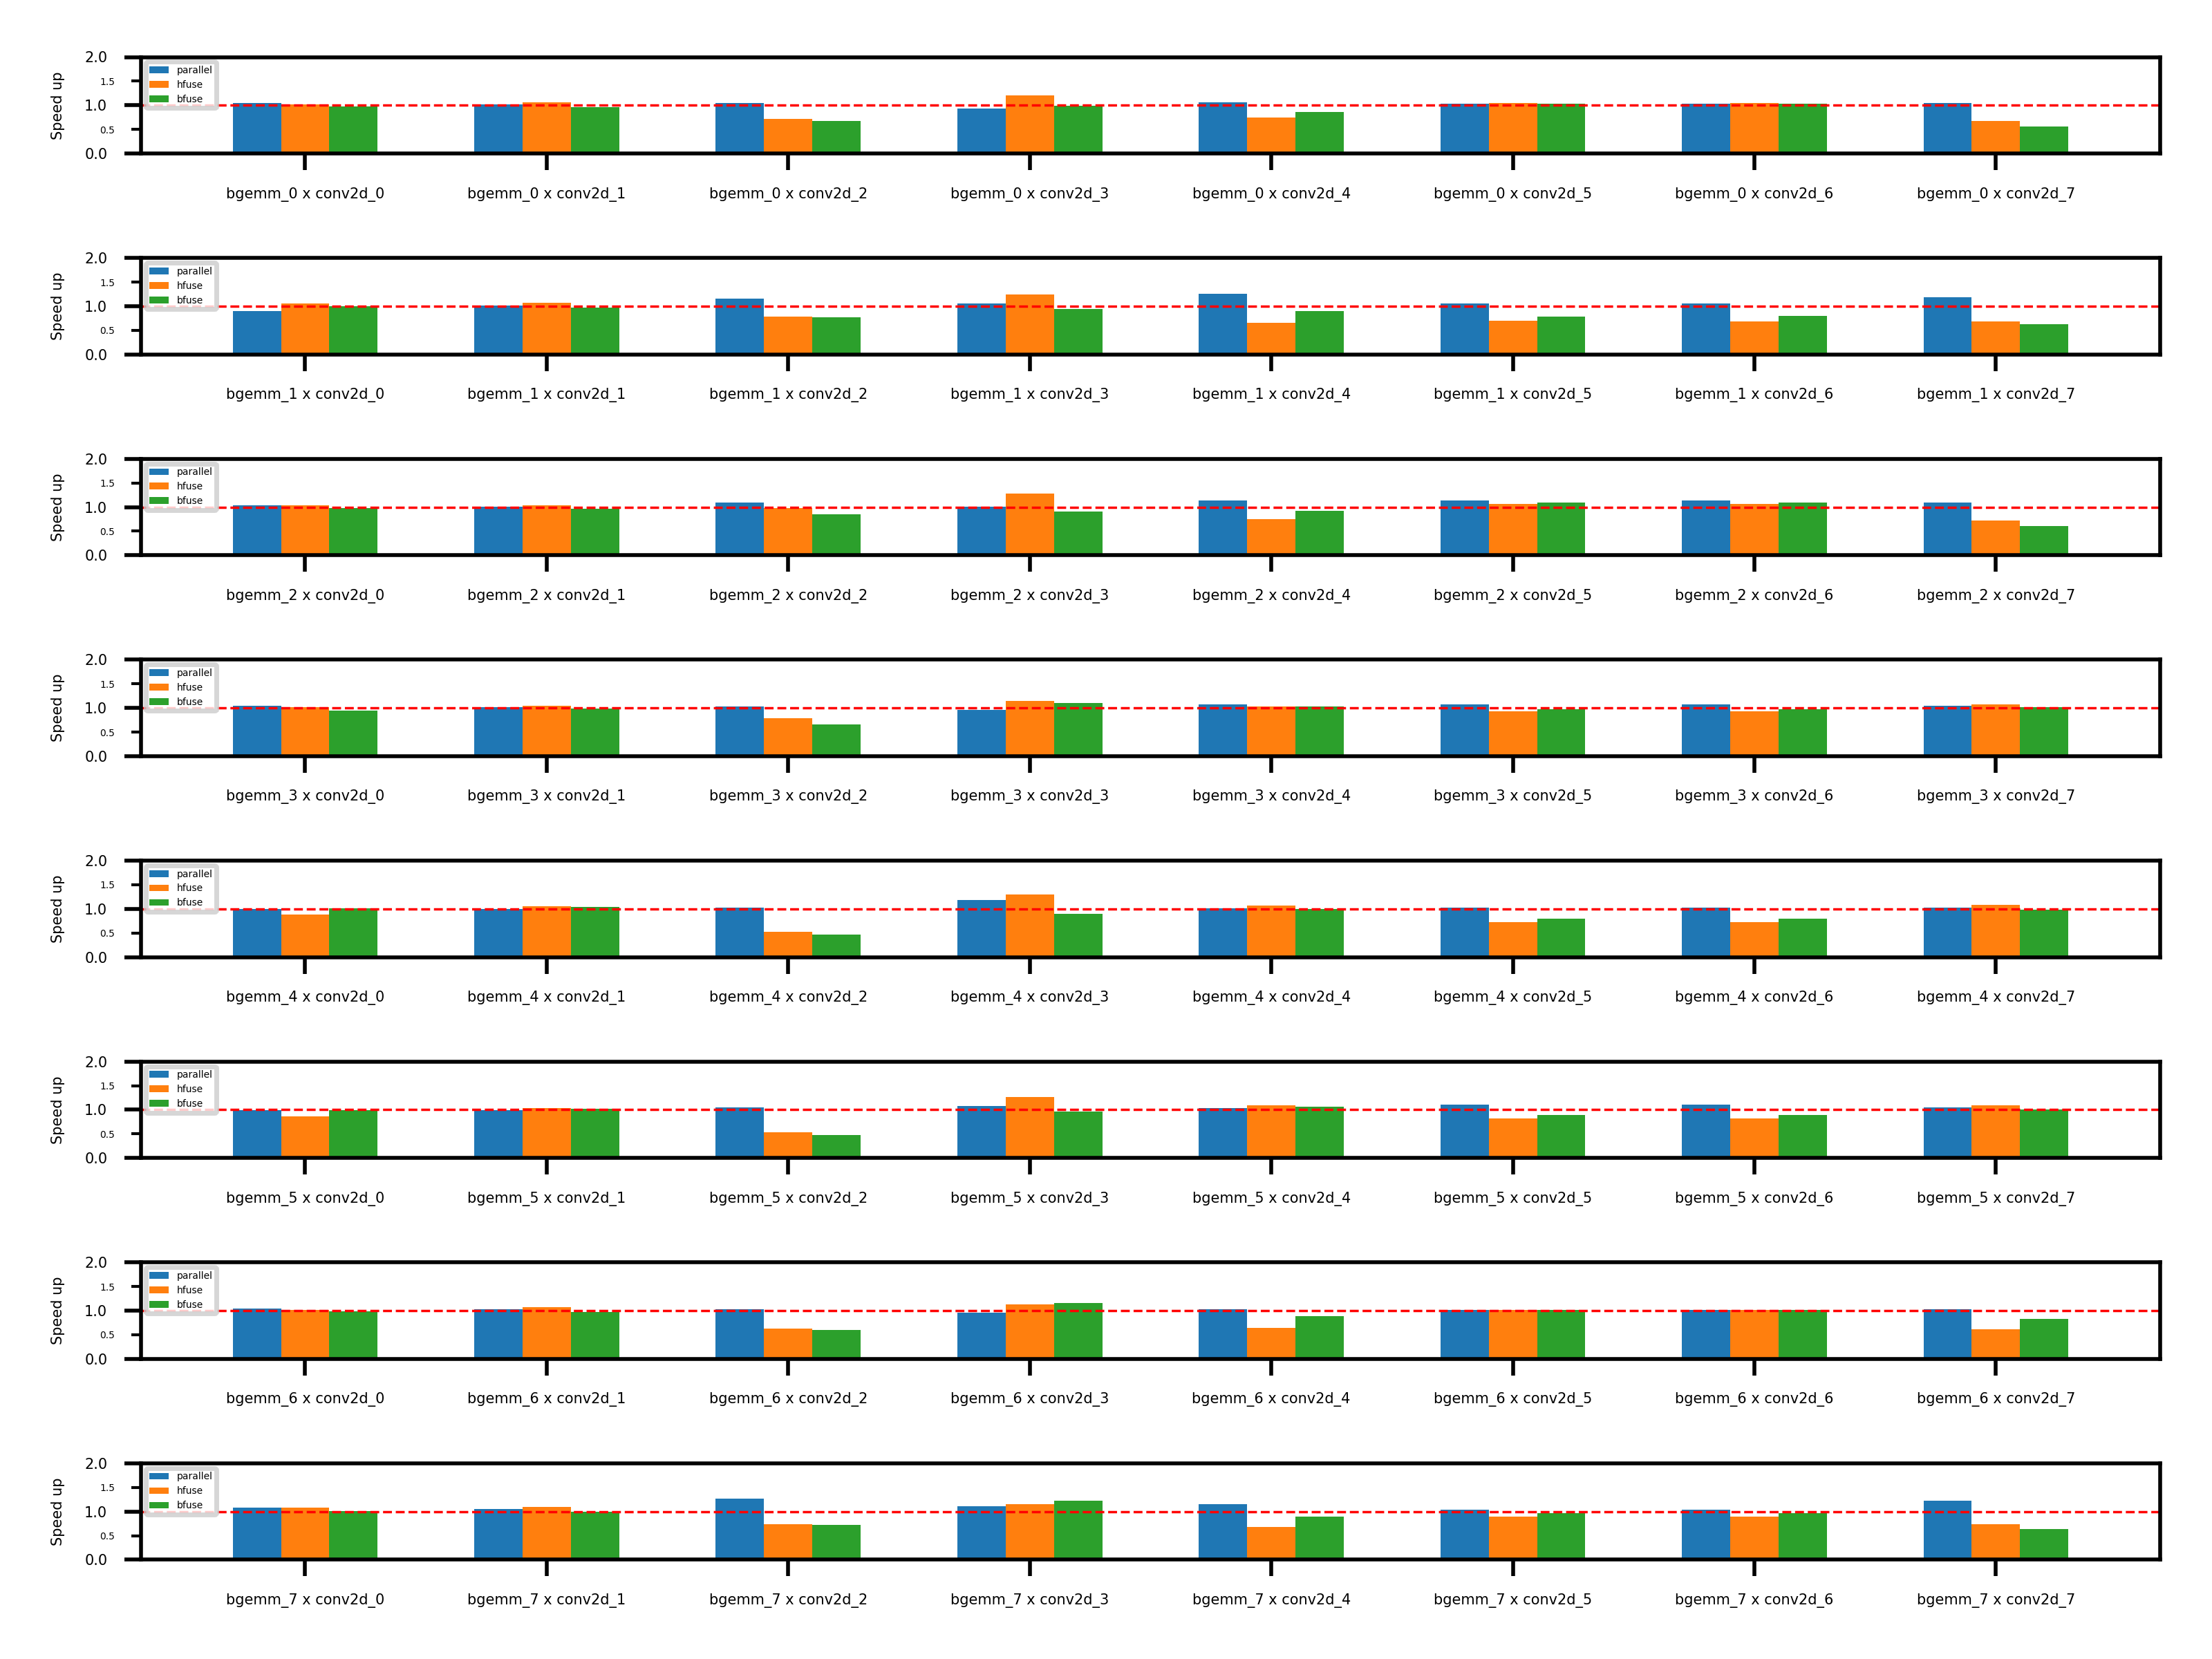 2.0
parallel
Speed up
1.5
hfuse
1.0
bfuse
0.5
0.0
bgemm_0 x conv2d_0 bgemm_0 x conv2d_1 bgemm_0 x conv2d_2 bgemm_0 x conv2d_3 bgemm_0 x conv2d_4 bgemm_0 x conv2d_5 bgemm_0 x conv2d_6 bgemm_0 x conv2d_7
2.0
parallel
Speed up
1.5
hfuse
1.0
bfuse
0.5
0.0
bgemm_1 x conv2d_0 bgemm_1 x conv2d_1 bgemm_1 x conv2d_2 bgemm_1 x conv2d_3 bgemm_1 x conv2d_4 bgemm_1 x conv2d_5 bgemm_1 x conv2d_6 bgemm_1 x conv2d_7
2.0
parallel
Speed up
1.5
hfuse
1.0
bfuse
0.5
0.0
bgemm_2 x conv2d_0 bgemm_2 x conv2d_1 bgemm_2 x conv2d_2 bgemm_2 x conv2d_3 bgemm_2 x conv2d_4 bgemm_2 x conv2d_5 bgemm_2 x conv2d_6 bgemm_2 x conv2d_7
2.0
parallel
Speed up
1.5
hfuse
1.0
bfuse
0.5
0.0
bgemm_3 x conv2d_0 bgemm_3 x conv2d_1 bgemm_3 x conv2d_2 bgemm_3 x conv2d_3 bgemm_3 x conv2d_4 bgemm_3 x conv2d_5 bgemm_3 x conv2d_6 bgemm_3 x conv2d_7
2.0
parallel
Speed up
1.5
hfuse
1.0
bfuse
0.5
0.0
bgemm_4 x conv2d_0 bgemm_4 x conv2d_1 bgemm_4 x conv2d_2 bgemm_4 x conv2d_3 bgemm_4 x conv2d_4 bgemm_4 x conv2d_5 bgemm_4 x conv2d_6 bgemm_4 x conv2d_7
2.0
parallel
Speed up
1.5
hfuse
1.0
bfuse
0.5
0.0
bgemm_5 x conv2d_0 bgemm_5 x conv2d_1 bgemm_5 x conv2d_2 bgemm_5 x conv2d_3 bgemm_5 x conv2d_4 bgemm_5 x conv2d_5 bgemm_5 x conv2d_6 bgemm_5 x conv2d_7
2.0
parallel
Speed up
1.5
hfuse
1.0
bfuse
0.5
0.0
bgemm_6 x conv2d_0 bgemm_6 x conv2d_1 bgemm_6 x conv2d_2 bgemm_6 x conv2d_3 bgemm_6 x conv2d_4 bgemm_6 x conv2d_5 bgemm_6 x conv2d_6 bgemm_6 x conv2d_7
2.0
parallel
Speed up
1.5
hfuse
1.0
bfuse
0.5
0.0
bgemm_7 x conv2d_0 bgemm_7 x conv2d_1 bgemm_7 x conv2d_2 bgemm_7 x conv2d_3 bgemm_7 x conv2d_4 bgemm_7 x conv2d_5 bgemm_7 x conv2d_6 bgemm_7 x conv2d_7